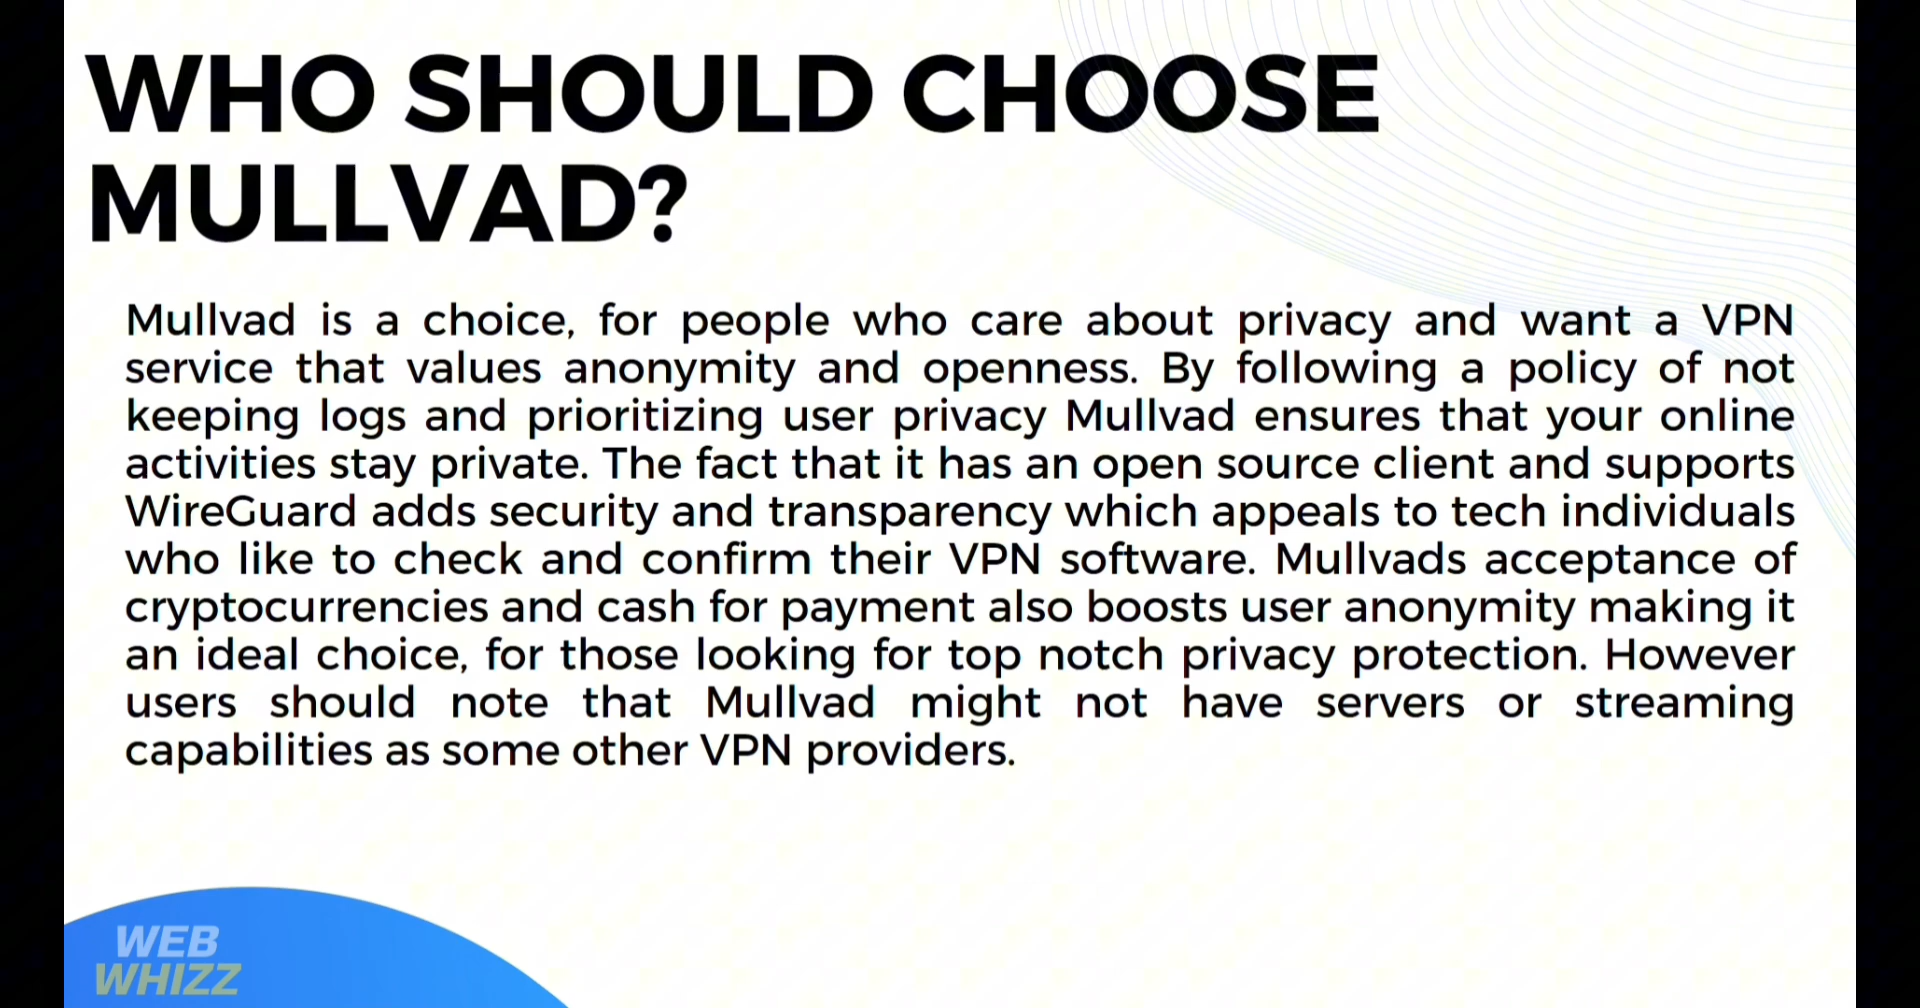 WHO SHOULD CHOOSE
MULLVAD?
Mullvad is a choice, for people who care about privacy and want a VPN
service that values anonymity and openness. By following a policy of not
keeping logs and prioritizing user privacy Mullvad ensures that your online
activities stay private. The fact that it has an open source client and supports
WireGuard adds security and transparency which appeals to tech individuals
who like to check and confirm their VPN software. Mullvads acceptance of
cryptocurrencies and cash for payment also boosts user anonymity making it
an ideal choice, for those looking for top notch privacy protection. However
users should note that Mullvad might not have servers or streaming
capabilities as some other VPN providers.
WEB
WHIZZ